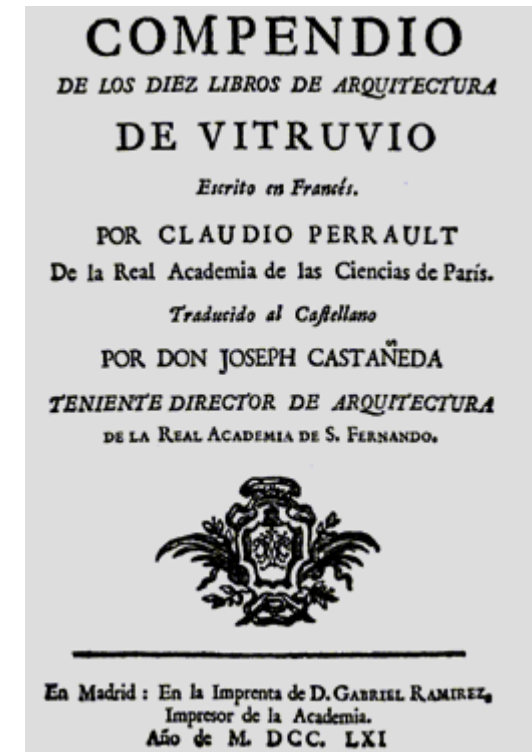 COMPENDIO
DE LOS DIEZ LIBROS DE ARQUITECTURA
DE VITRUVIO
Escrito en Francés.
POR CLAUDIO PERRAULT
De la Real Academia de las Ciencias de París.
Traducido al Castellano
POR DON JOSEPH CASTAÑEDA
TENIENTE DIRECTOR DE ARQUITECTURA
DE LA REAL ACADEMIA DE S. FERNANDO.
En Madrid : En la Imprenta de D. GABRIEL RAMIREZ,
Impresor de la Academia.
Año de M. DCC. LXI